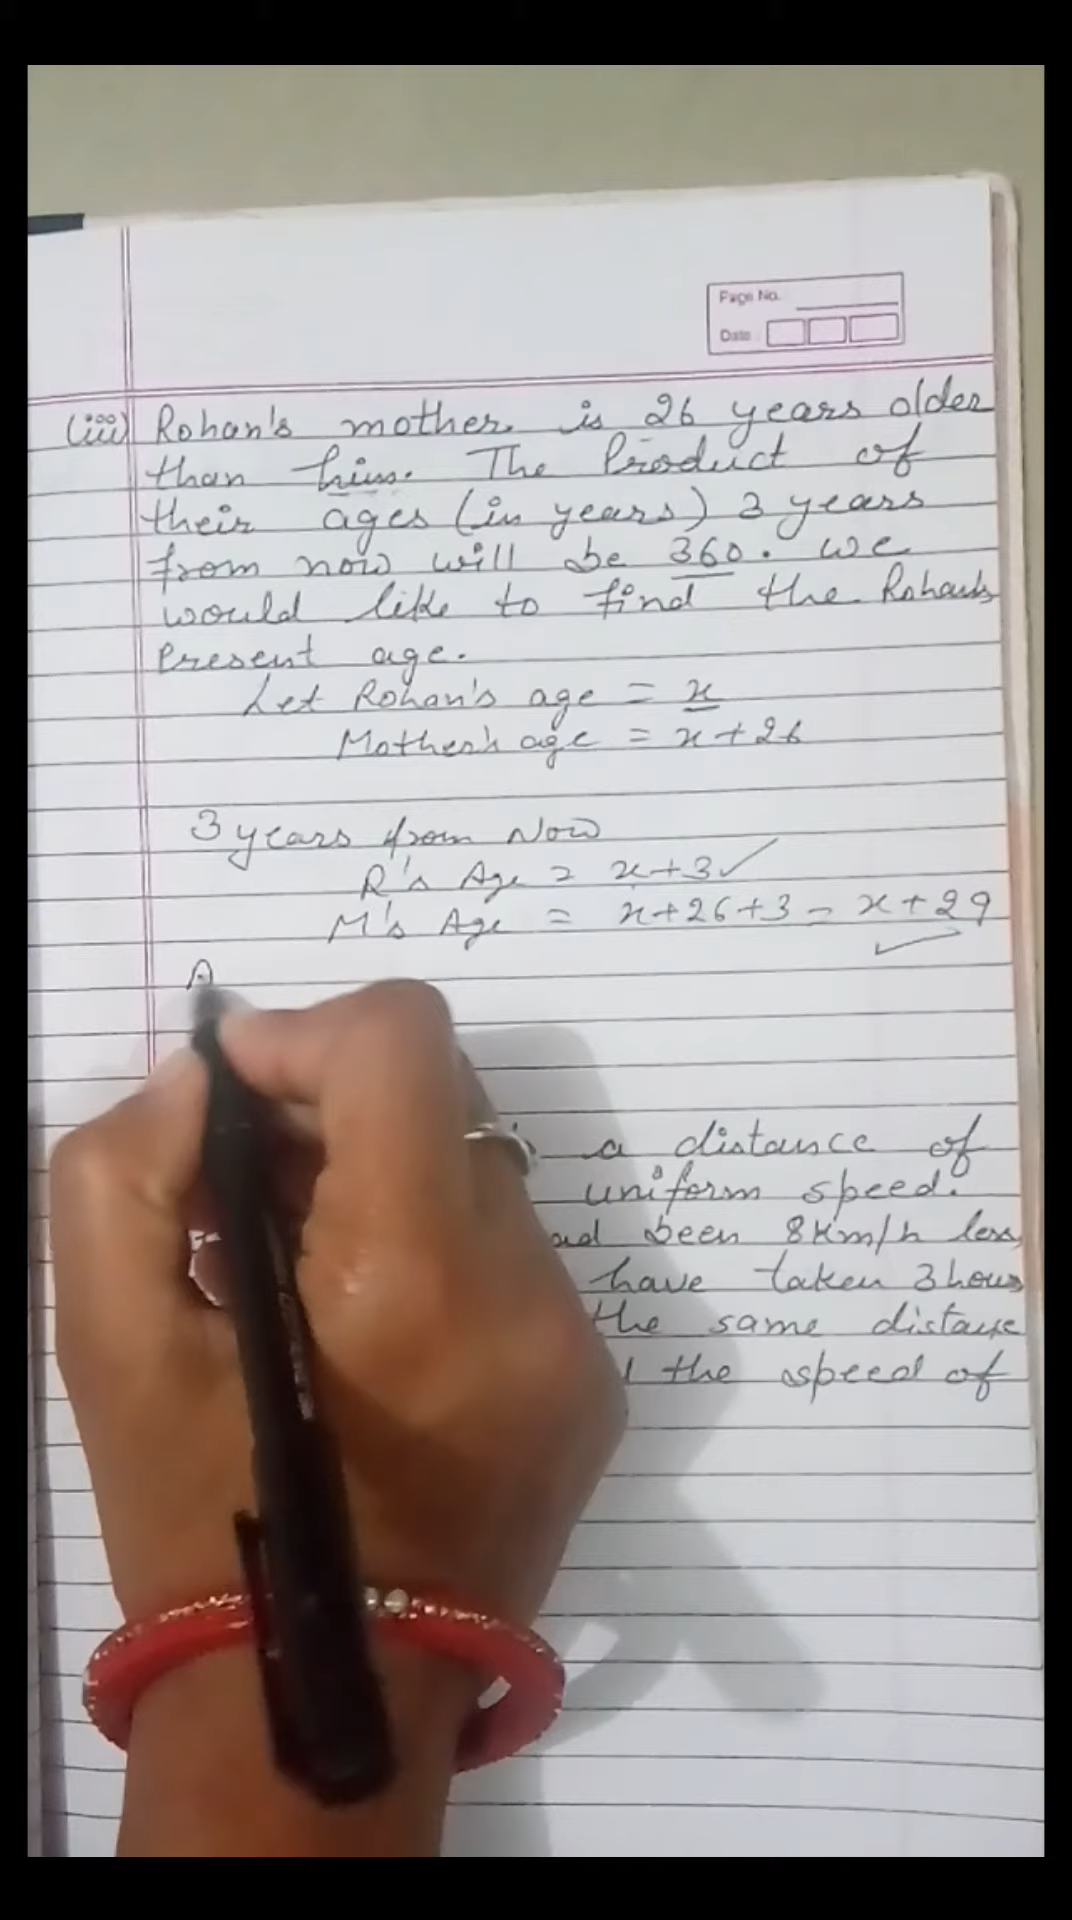 Page No.
Date
(iii) Rohan's mother is 26 years older
than him. The Product of
their ages (in years) 3 years
from now will be 360. we
would like to find the Rohan's
Present age.
Let Rohan's age = x
Mother's age = x + 26
3 years from Now
R's Age = x + 3 ✓
M's Age = x + 26 + 3 = x + 29
A
a distance of
uniform speed.
been 8 km/h less,
have taken 3 hours
the same distance
the speed of